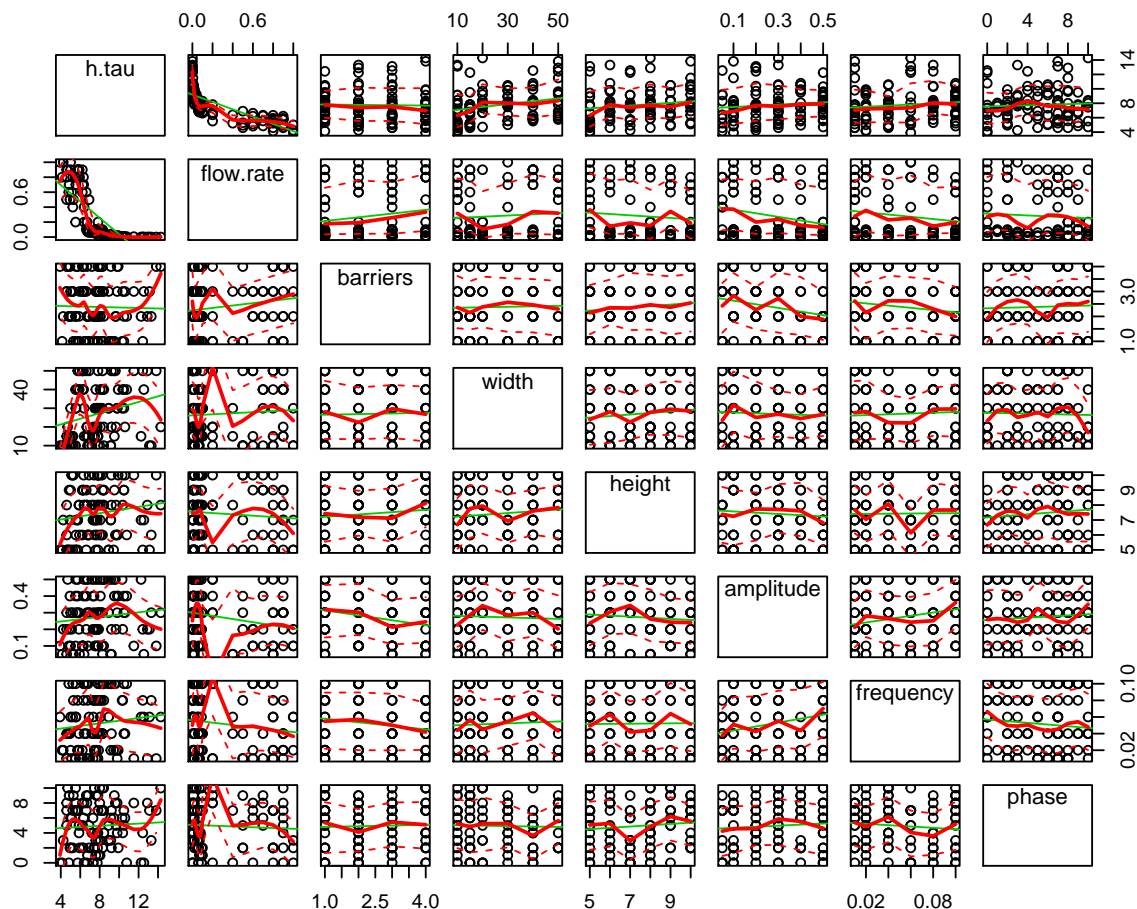 0.0 0.6 10 30 50 0.1 0.3 0.5 0 4 8
h.tau 4 8 14
0.0 0.6 flow.rate
barriers 1.0 3.0
10 40 width
height 5 7 9
0.1 0.4 amplitude
frequency 0.02 0.10
0 4 8 phase
4 8 12 1.0 2.5 4.0 5 7 9 0.02 0.08